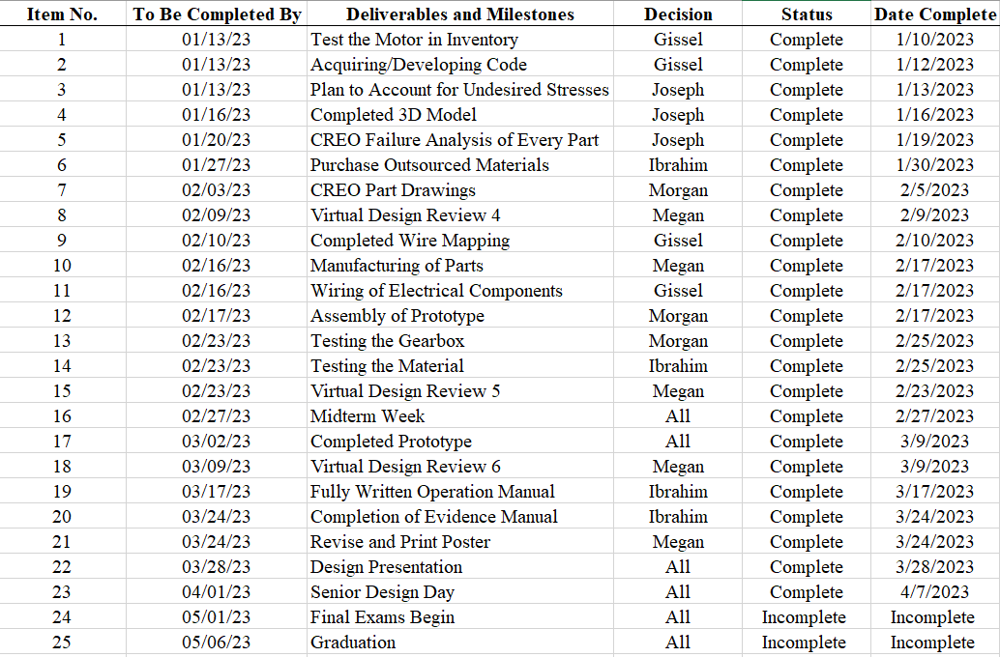 Item No. To Be Completed By Deliverables and Milestones Decision Status Date Complete
1 01/13/23 Test the Motor in Inventory Gissel Complete 1/10/2023
2 01/13/23 Acquiring/Developing Code Gissel Complete 1/12/2023
3 01/13/23 Plan to Account for Undesired Stresses Joseph Complete 1/13/2023
4 01/16/23 Completed 3D Model Joseph Complete 1/16/2023
5 01/20/23 CREO Failure Analysis of Every Part Joseph Complete 1/19/2023
6 01/27/23 Purchase Outsourced Materials Ibrahim Complete 1/30/2023
7 02/03/23 CREO Part Drawings Morgan Complete 2/5/2023
8 02/09/23 Virtual Design Review 4 Megan Complete 2/9/2023
9 02/10/23 Completed Wire Mapping Gissel Complete 2/10/2023
10 02/16/23 Manufacturing of Parts Megan Complete 2/17/2023
11 02/16/23 Wiring of Electrical Components Gissel Complete 2/17/2023
12 02/17/23 Assembly of Prototype Morgan Complete 2/17/2023
13 02/23/23 Testing the Gearbox Morgan Complete 2/25/2023
14 02/23/23 Testing the Material Ibrahim Complete 2/25/2023
15 02/23/23 Virtual Design Review 5 Megan Complete 2/23/2023
16 02/27/23 Midterm Week All Complete 2/27/2023
17 03/02/23 Completed Prototype All Complete 3/9/2023
18 03/09/23 Virtual Design Review 6 Megan Complete 3/9/2023
19 03/17/23 Fully Written Operation Manual Ibrahim Complete 3/17/2023
20 03/24/23 Completion of Evidence Manual Ibrahim Complete 3/24/2023
21 03/24/23 Revise and Print Poster Megan Complete 3/24/2023
22 03/28/23 Design Presentation All Complete 3/28/2023
23 04/01/23 Senior Design Day All Complete 4/7/2023
24 05/01/23 Final Exams Begin All Incomplete Incomplete
25 05/06/23 Graduation All Incomplete Incomplete